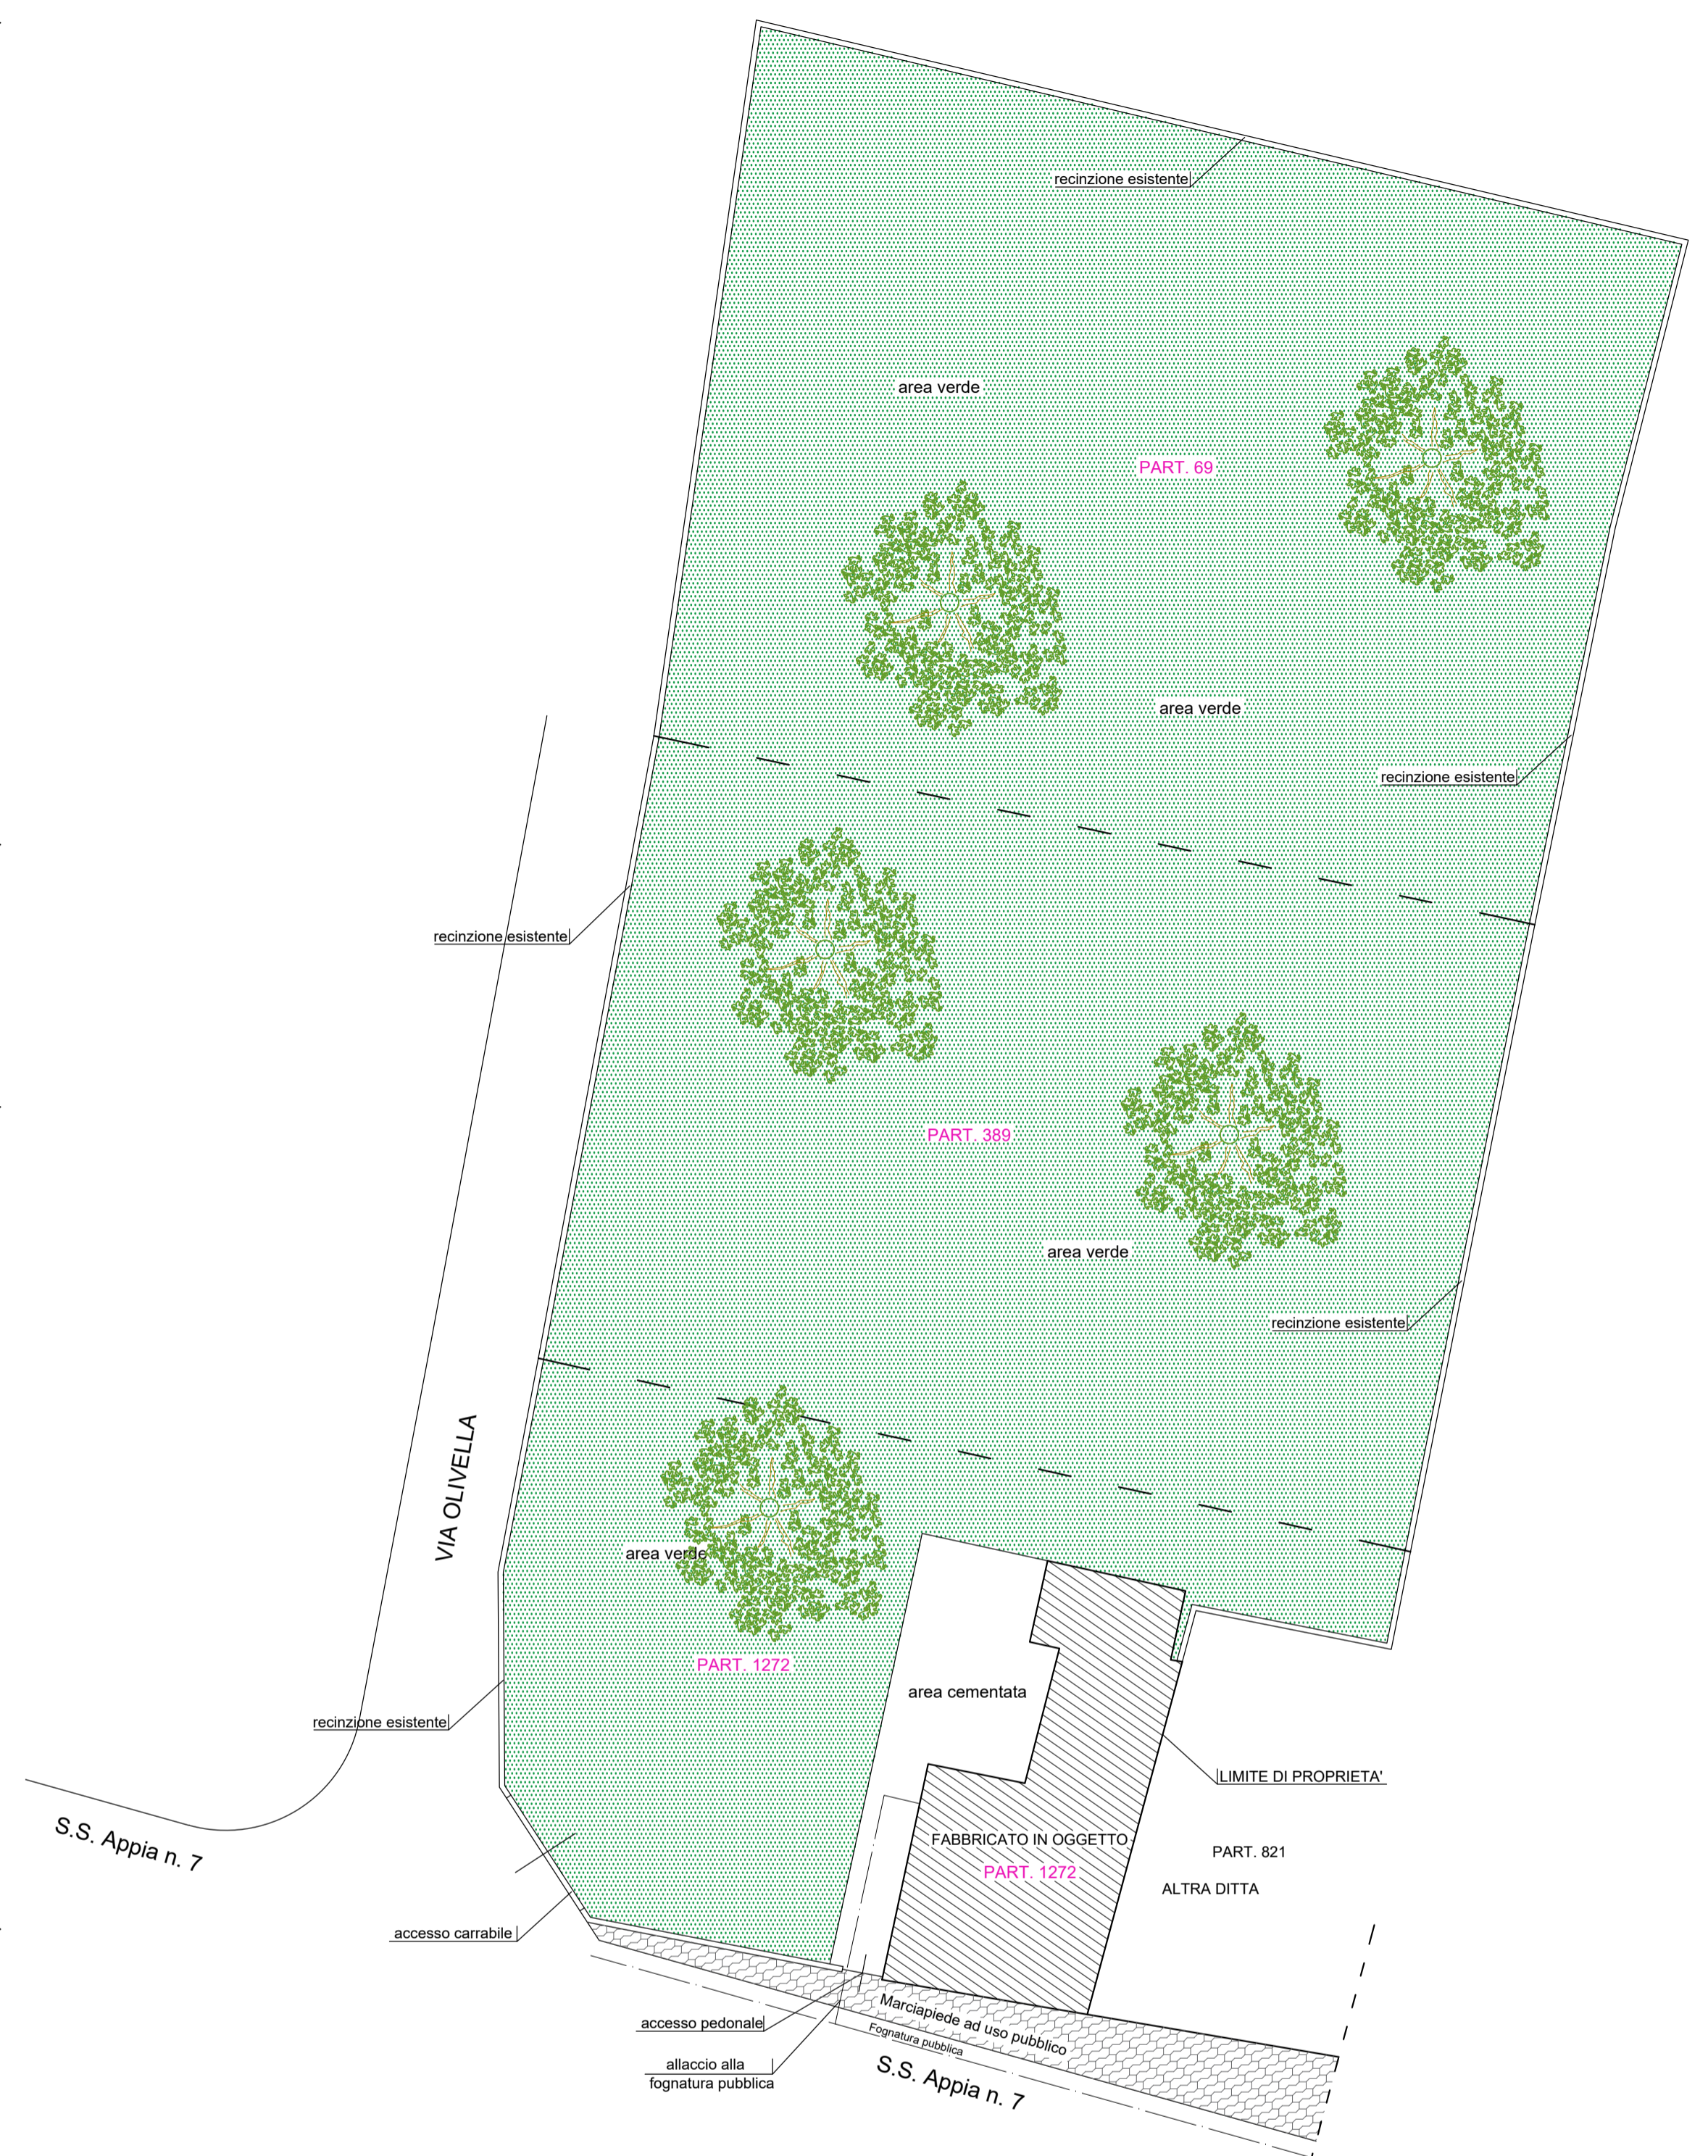 recinzione esistente
area verde
PART. 69
area verde
recinzione esistente
recinzione esistente
PART. 389
area verde
recinzione esistente
VIA OLIVELLA
area verde
PART. 1272
area cementata
recinzione esistente
LIMITE DI PROPRIETA'
S.S. Appia n. 7
FABBRICATO IN OGGETTO
PART. 1272
PART. 821
ALTRA DITTA
accesso carrabile
accesso pedonale
Marciapiede ad uso pubblico
Fognatura pubblica
allaccio alla
fognatura pubblica
S.S. Appia n. 7